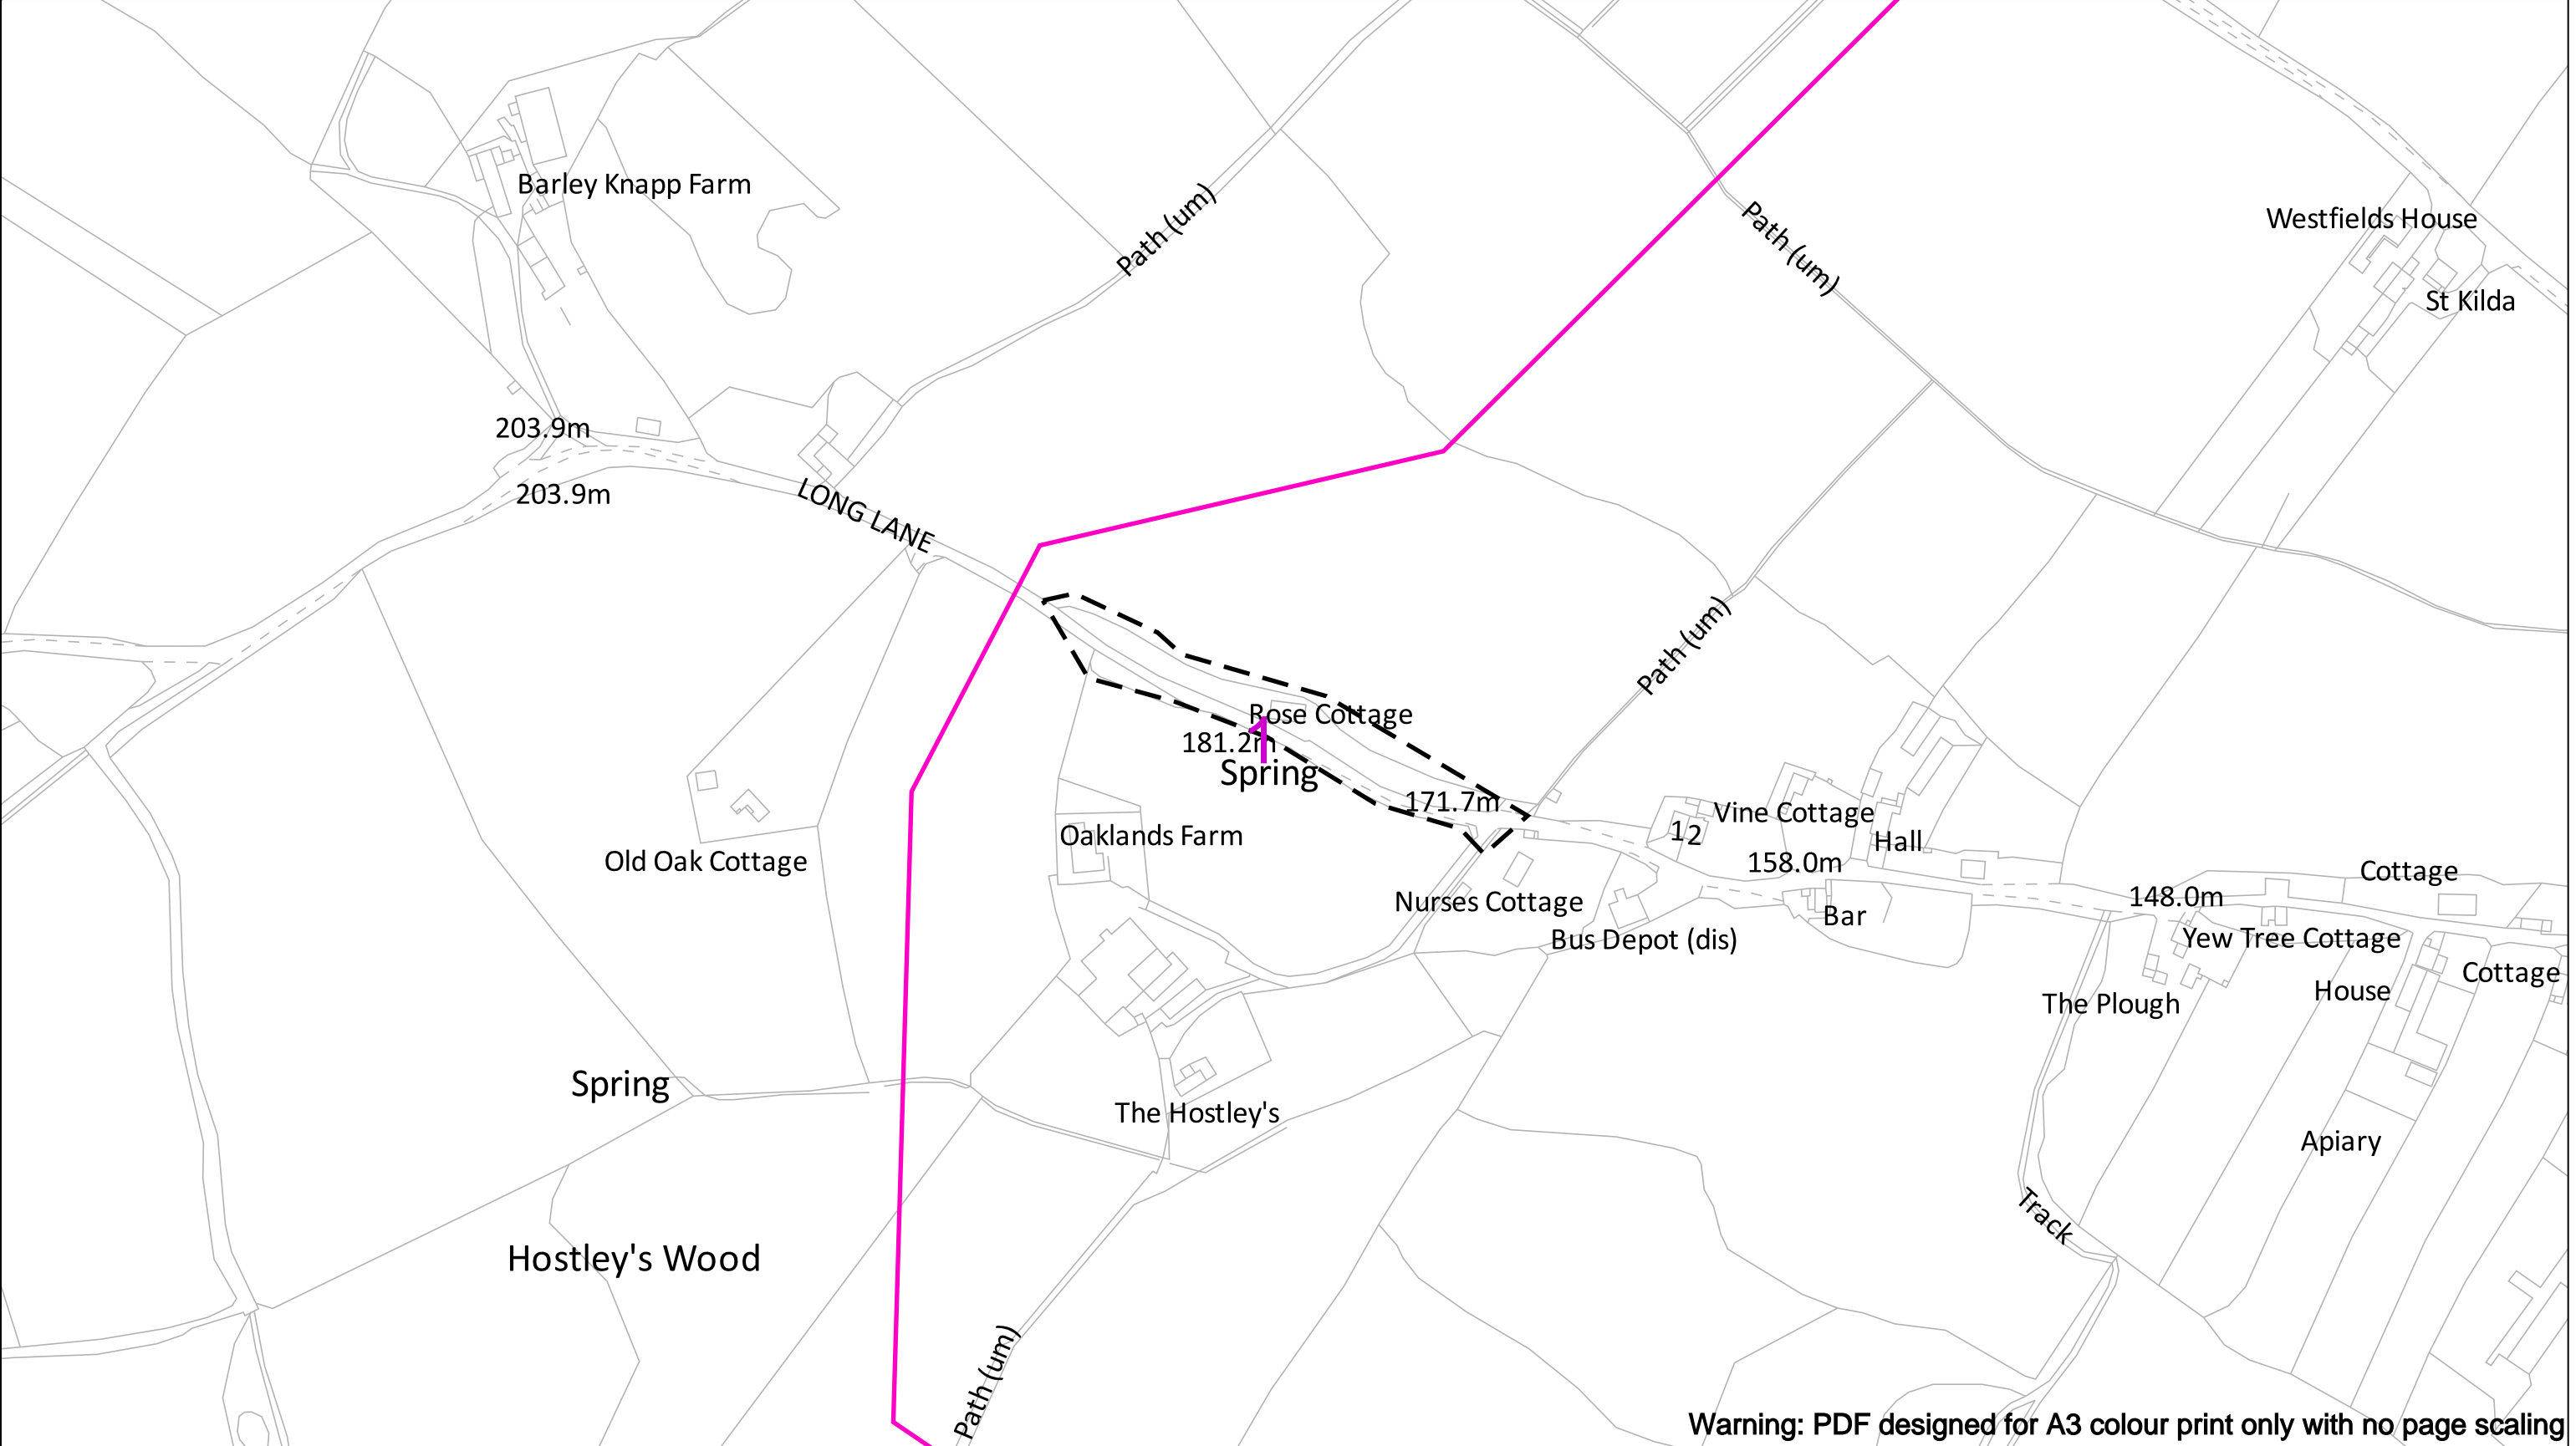 Barley Knapp Farm
Path (um)
Path (um)
Westfields House
St Kilda
203.9m
203.9m
LONG LANE
Path (um)
Rose Cottage
181.2m
1
Spring
171.7m
12
Vine Cottage
Hall
Oaklands Farm
Old Oak Cottage
158.0m
Cottage
148.0m
Nurses Cottage
Bar
Bus Depot (dis)
Yew Tree Cottage
Cottage
House
The Plough
Spring
The Hostley's
Apiary
Track
Hostley's Wood
Path (um)
Warning: PDF designed for A3 colour print only with no page scaling